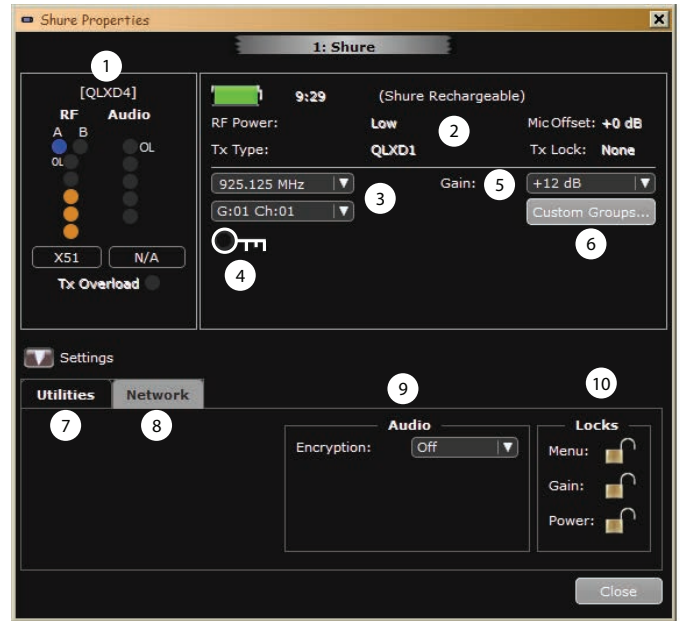 Shure Properties
1: Shure
1
[QLXD4]
RF Audio
A B
OL
OL
X51 N/A
Tx Overload
9:29 (Shure Rechargeable)
RF Power: Low 2 Mic Offset: +0 dB
Tx Type: QLXD1 Tx Lock: None
925.125 MHz 3 Gain: 5 +12 dB
G:01 Ch:01 Custom Groups...
4 6
Settings
Utilities Network
7 8
9
Audio
Encryption: Off
10
Locks
Menu:
Gain:
Power:
Close